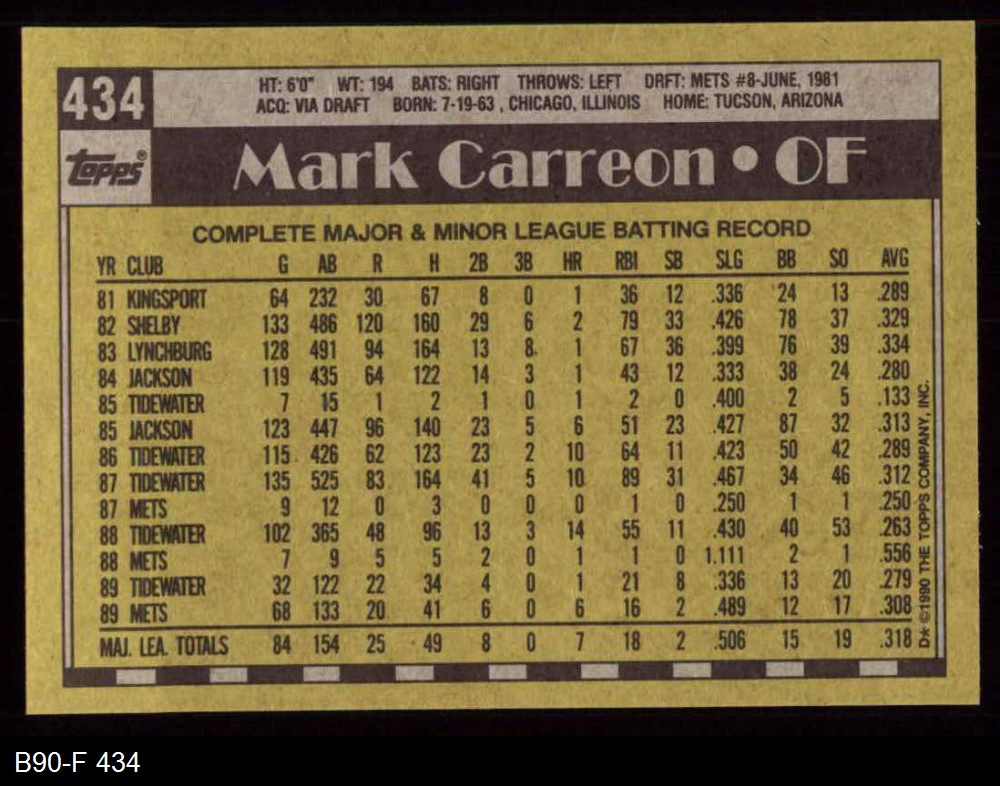 434
HT: 6'0" WT: 194 BATS: RIGHT THROWS: LEFT DRFT: METS #8-JUNE, 1981
ACQ: VIA DRAFT BORN: 7-19-63 , CHICAGO, ILLINOIS HOME: TUCSON, ARIZONA
topps®
Mark Carreon • OF
COMPLETE MAJOR & MINOR LEAGUE BATTING RECORD
YR CLUB G AB R H 2B 3B HR RBI SB SLG BB SO AVG
81 KINGSPORT 64 232 30 67 8 0 1 36 12 .336 24 13 .289
82 SHELBY 133 486 120 160 29 6 2 79 33 .426 78 37 .329
83 LYNCHBURG 128 491 94 164 13 8 1 67 36 .399 76 39 .334
84 JACKSON 119 435 64 122 14 3 1 43 12 .333 38 24 .280
85 TIDEWATER 7 15 1 2 1 0 1 2 0 .400 2 5 .133
85 JACKSON 123 447 96 140 23 5 6 51 23 .427 87 32 .313
86 TIDEWATER 115 426 62 123 23 2 10 64 11 .423 50 42 .289
87 TIDEWATER 135 525 83 164 41 5 10 89 31 .467 34 46 .312
87 METS 9 12 0 3 0 0 0 1 0 .250 1 1 .250
88 TIDEWATER 102 365 48 96 13 3 14 55 11 .430 40 53 .263
88 METS 7 9 5 5 2 0 1 1 0 1.111 2 1 .556
89 TIDEWATER 32 122 22 34 4 0 1 21 8 .336 13 20 .279
89 METS 68 133 20 41 6 0 6 16 2 .489 12 17 .308
MAJ. LEA. TOTALS 84 154 25 49 8 0 7 18 2 .506 15 19 .318
D* ©1990 THE TOPPS COMPANY, INC.
B90-F 434